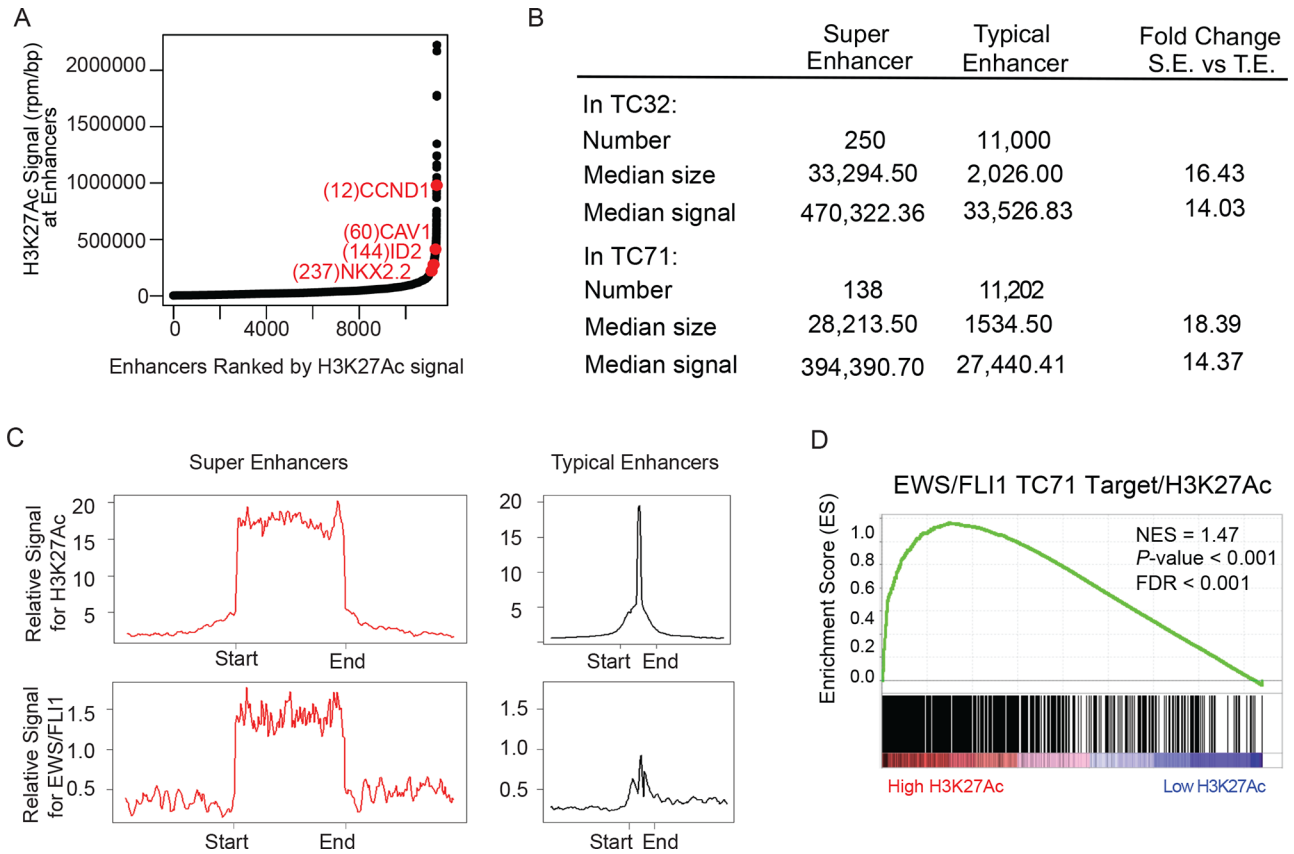 A
H3K27Ac Signal (rpm/bp)
at Enhancers
2000000
1500000
1000000
500000
0
(12)CCND1
(60)CAV1
(144)ID2
(237)NKX2.2
0 4000 8000
Enhancers Ranked by H3K27Ac signal
B
Super Enhancer Typical Enhancer Fold Change S.E. vs T.E.
In TC32:
Number 250 11,000
Median size 33,294.50 2,026.00 16.43
Median signal 470,322.36 33,526.83 14.03
In TC71:
Number 138 11,202
Median size 28,213.50 1534.50 18.39
Median signal 394,390.70 27,440.41 14.37
C
Super Enhancers
Relative Signal
for H3K27Ac
20
15
10
5
Start End
Typical Enhancers
20
15
10
5
0
Start End
Relative Signal
for EWS/FLI1
1.5
1.0
0.5
Start End
1.5
1.0
0.5
Start End
D
EWS/FLI1 TC71 Target/H3K27Ac
Enrichment Score (ES)
1.0
0.8
0.6
0.4
0.2
0.0
NES = 1.47
P-value < 0.001
FDR < 0.001
High H3K27Ac Low H3K27Ac